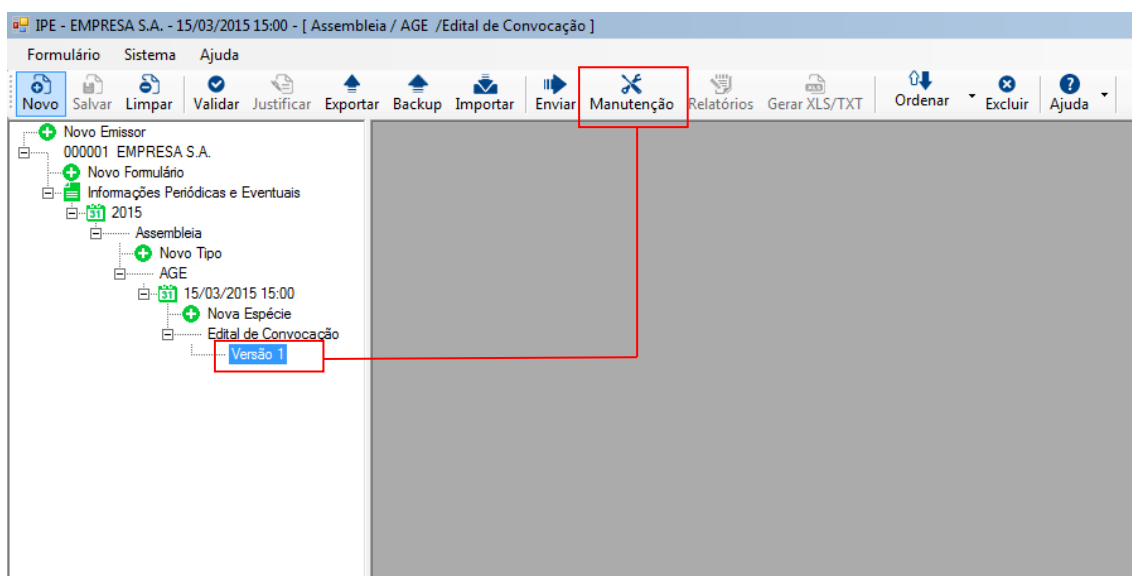 IPE - EMPRESA S.A. - 15/03/2015 15:00 - [ Assembleia / AGE /Edital de Convocação ]
Formulário Sistema Ajuda
Novo Salvar Limpar Validar Justificar Exportar Backup Importar Enviar Manutenção Relatórios Gerar XLS/TXT Ordenar Excluir Ajuda
Novo Emissor
000001 EMPRESA S.A.
Novo Formulário
Informações Periódicas e Eventuais
31 2015
Assembleia
Novo Tipo
AGE
31 15/03/2015 15:00
Nova Espécie
Edital de Convocação
Versão 1